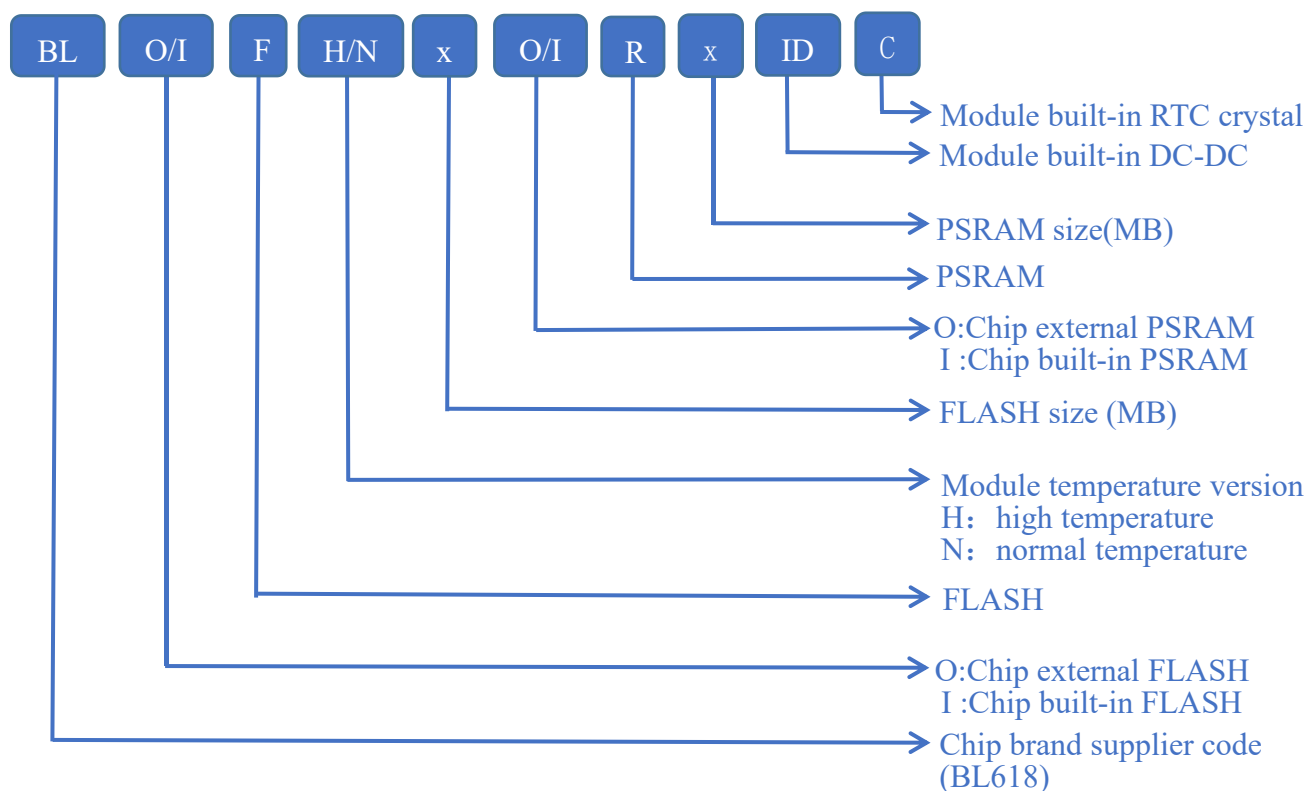 BL O/I F H/N x O/I R x ID C
Module built-in RTC crystal
Module built-in DC-DC
PSRAM size(MB)
PSRAM
O:Chip external PSRAM
I :Chip built-in PSRAM
FLASH size (MB)
Module temperature version
H： high temperature
N： normal temperature
FLASH
O:Chip external FLASH
I :Chip built-in FLASH
Chip brand supplier code
(BL618)